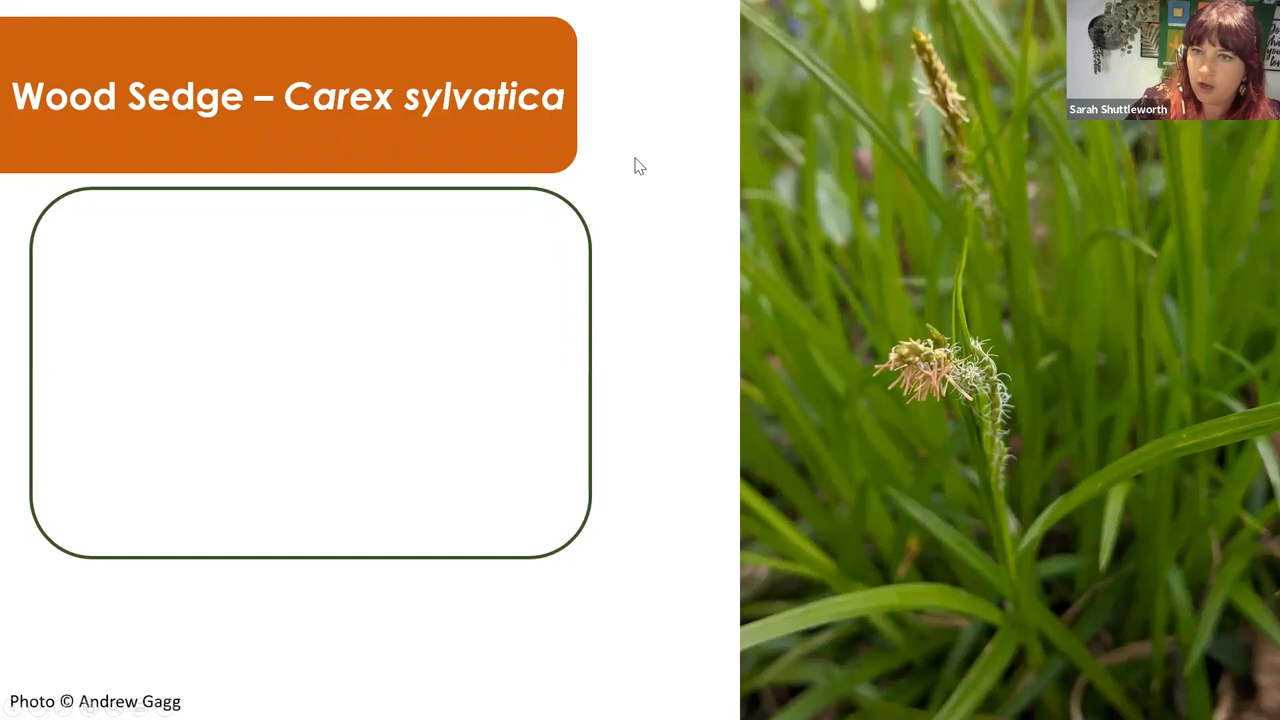 Wood Sedge – Carex sylvatica
Sarah Shuttleworth
Photo © Andrew Gagg